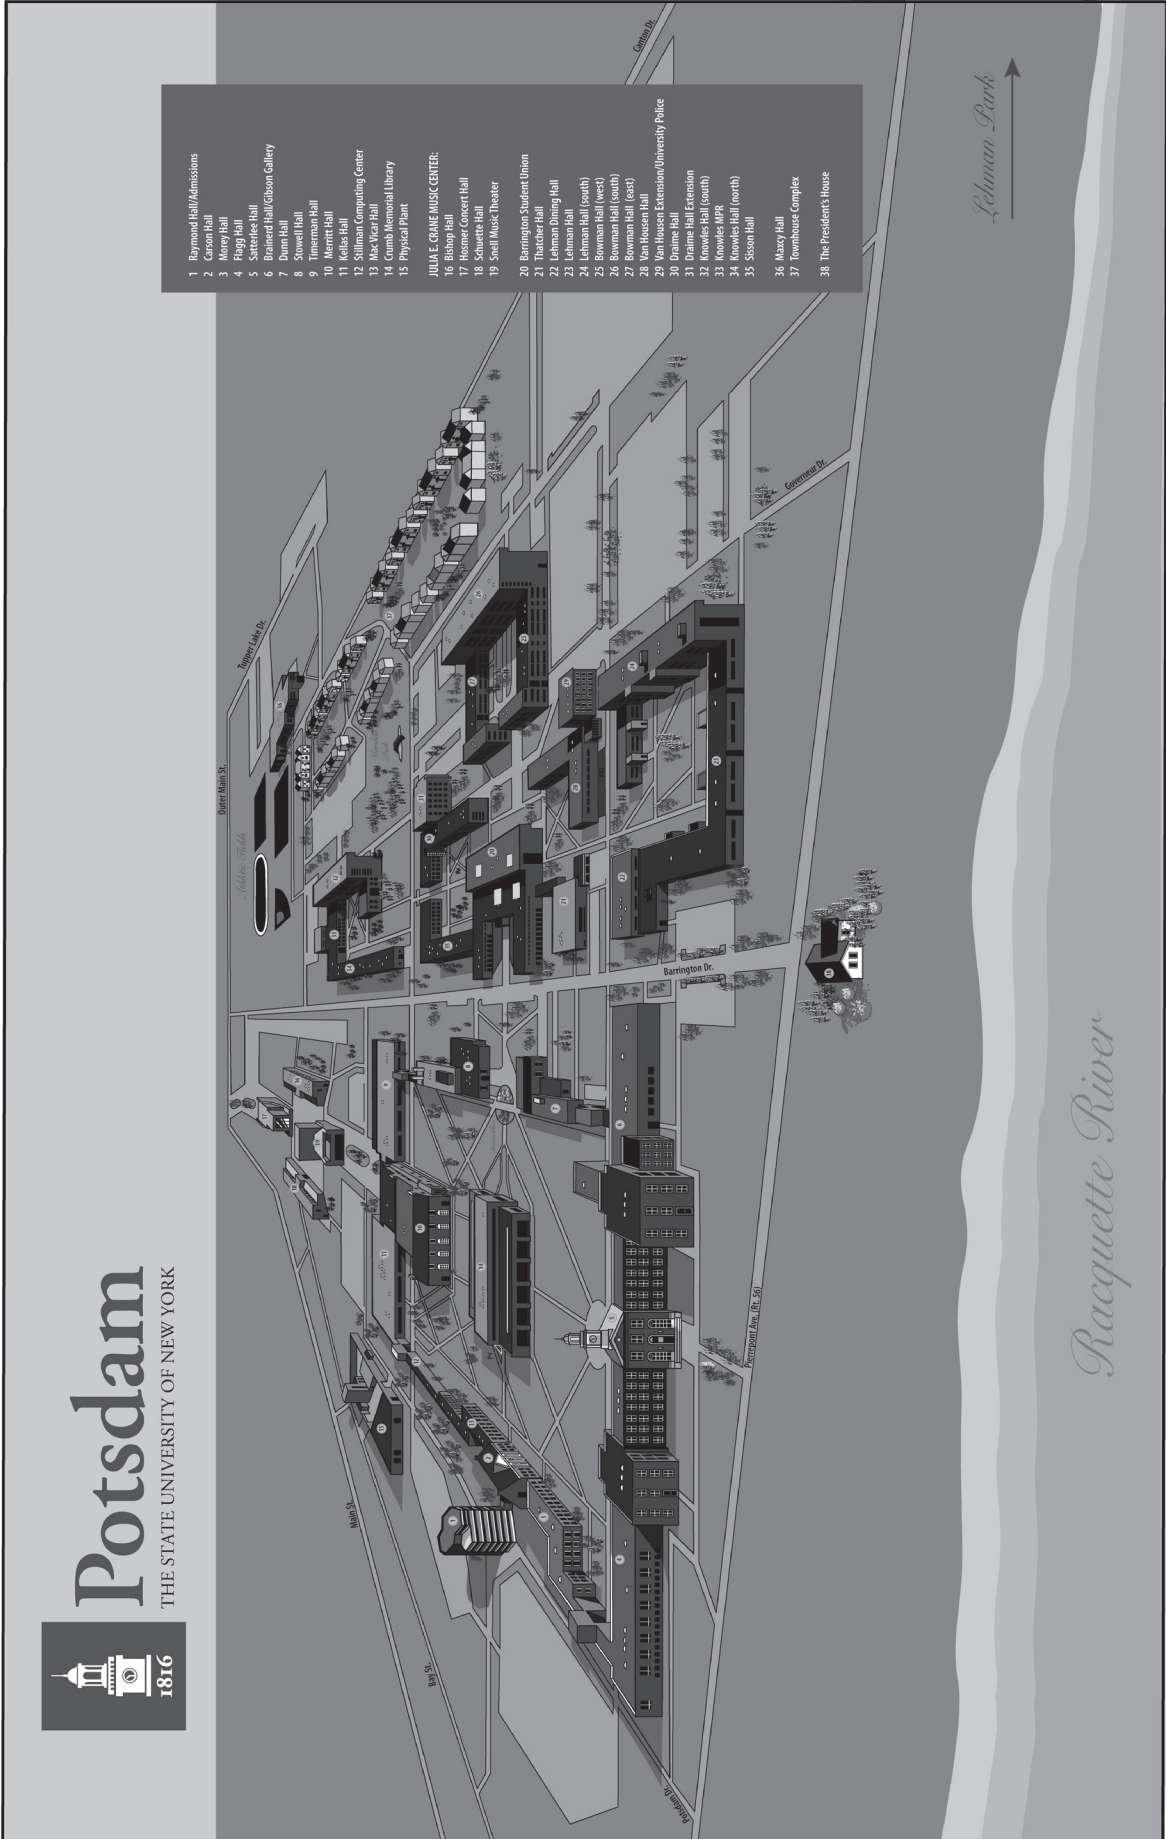 Potsdam
THE STATE UNIVERSITY OF NEW YORK
1816
1 Raymond Hall/Admissions
2 Carson Hall
3 Morey Hall
4 Flagg Hall
5 Satterlee Hall
6 Brainerd Hall/Gibson Gallery
7 Dunn Hall
8 Stowell Hall
9 Timerman Hall
10 Merritt Hall
11 Kellas Hall
12 Stillman Computing Center
13 Mac Vicar Hall
14 Crumb Memorial Library
15 Physical Plant
JULIA E. CRANE MUSIC CENTER:
16 Bishop Hall
17 Hosmer Concert Hall
18 Schuette Hall
19 Snell Music Theater
20 Barrington Student Union
21 Thatcher Hall
22 Lehman Dining Hall
23 Lehman Hall
24 Lehman Hall (south)
25 Bowman Hall (west)
26 Bowman Hall (south)
27 Bowman Hall (east)
28 Van Housen Hall
29 Van Housen Extension/University Police
30 Draime Hall
31 Draime Hall Extension
32 Knowles Hall (south)
33 Knowles MPR
34 Knowles Hall (north)
35 Sisson Hall
36 Maxcy Hall
37 Townhouse Complex
38 The President's House
Outer Main St.
Tupper Lake Dr.
Athletic Fields
Main St.
Bay St.
Canton Dr.
Barrington Dr.
Governeur Dr.
Pierrepont Ave. (Rt. 56)
Potsdam Dr.
Lehman Park
Racquette River